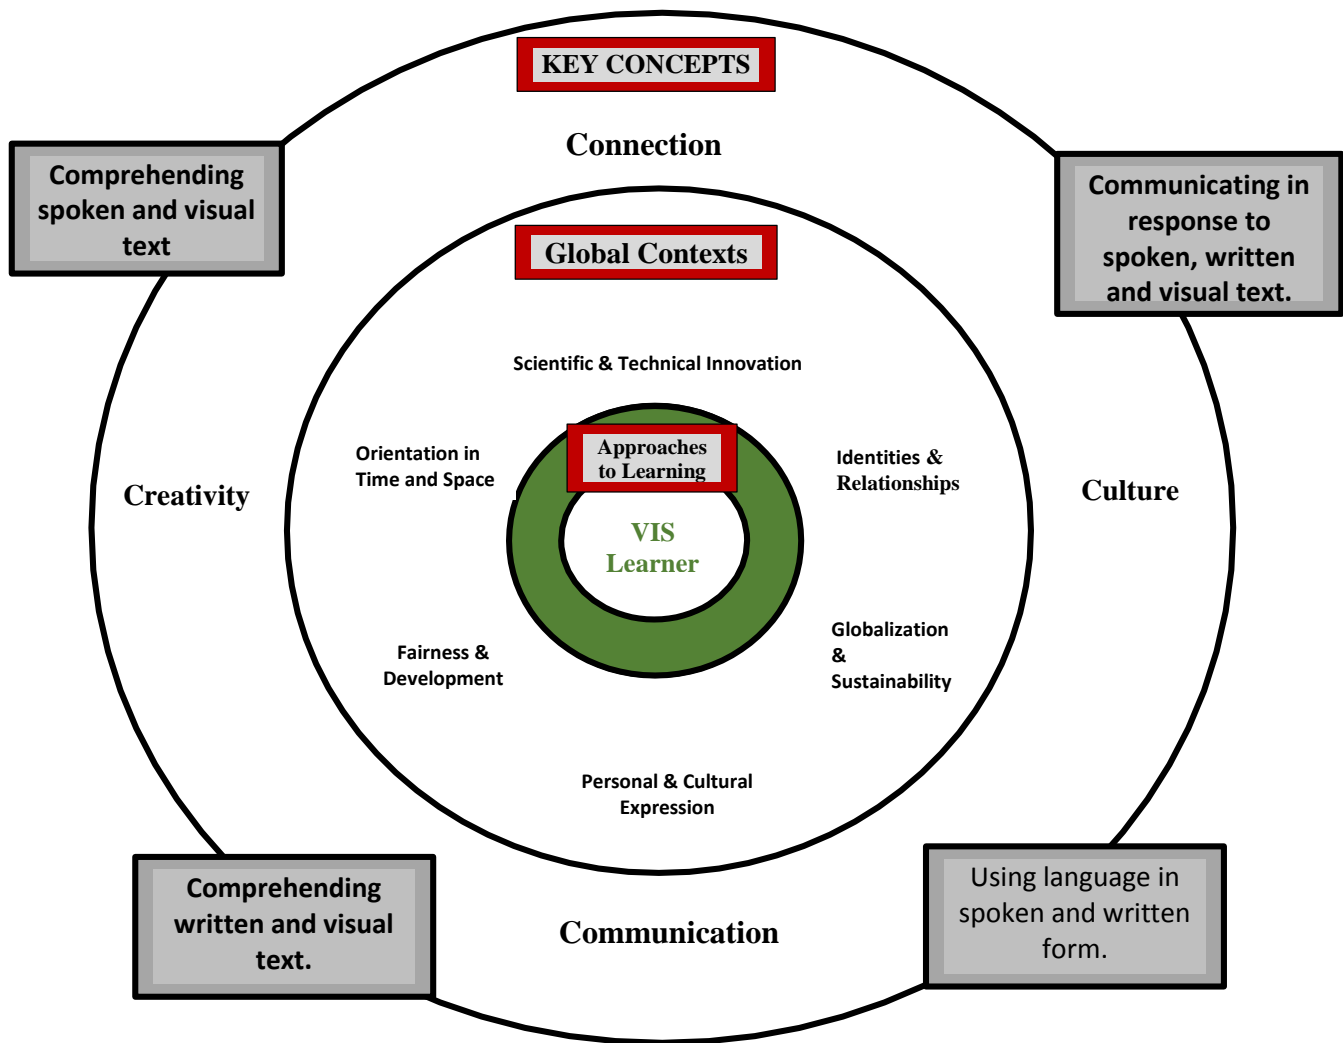 KEY CONCEPTS
Connection
Comprehending
spoken and visual
text
Communicating in
response to
spoken, written
and visual text.
Global Contexts
Scientific & Technical Innovation
Orientation in
Time and Space
Approaches
to Learning
Identities &
Relationships
Creativity
Culture
VIS
Learner
Fairness &
Development
Globalization
&
Sustainability
Personal & Cultural
Expression
Comprehending
written and visual
text.
Communication
Using language in
spoken and written
form.